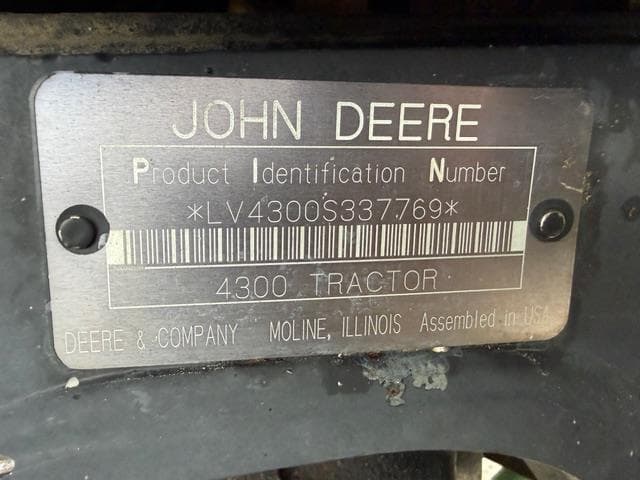 JOHN DEERE
Product Identification Number
*LV4300S337769*
4300 TRACTOR
DEERE & COMPANY MOLINE, ILLINOIS Assembled in USA